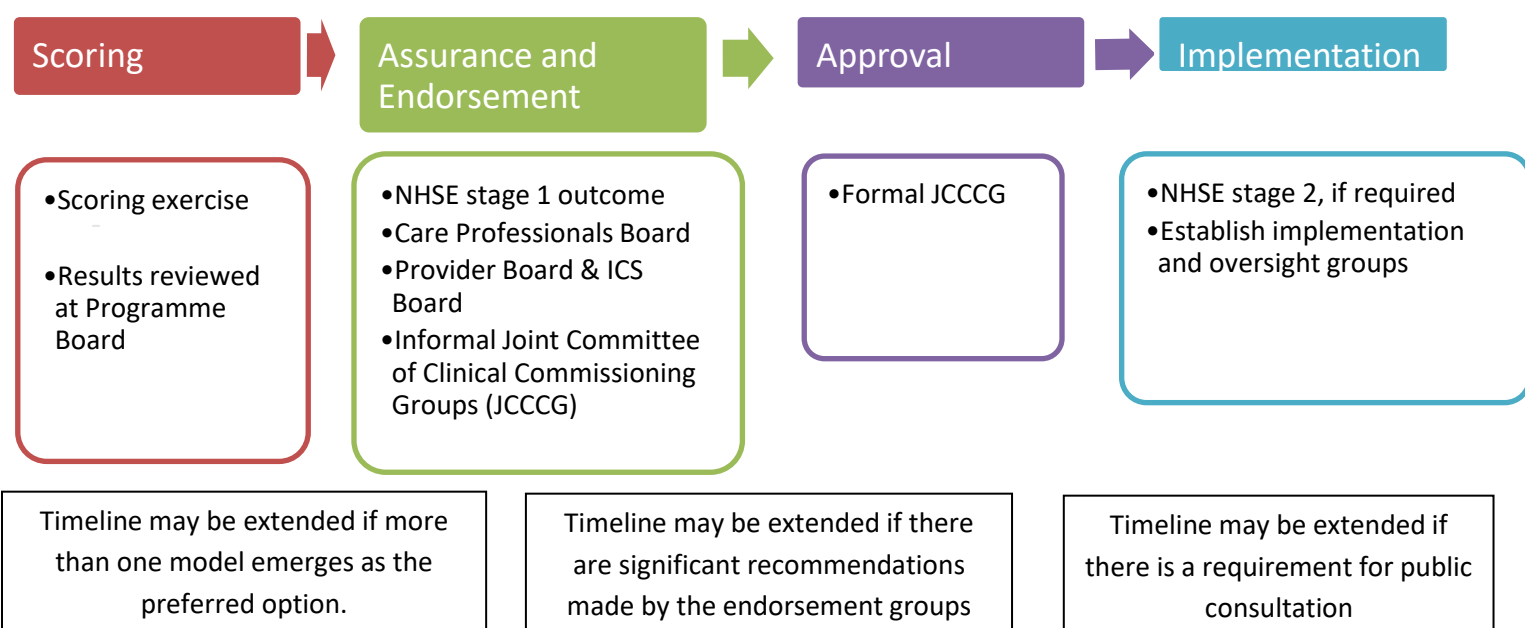 Scoring
Assurance and
Endorsement
Approval
Implementation
•Scoring exercise
•Results reviewed
at Programme
Board
•NHSE stage 1 outcome
•Care Professionals Board
•Provider Board & ICS
Board
•Informal Joint Committee
of Clinical Commissioning
Groups (JCCCG)
•Formal JCCCG
•NHSE stage 2, if required
•Establish implementation
and oversight groups
Timeline may be extended if more
than one model emerges as the
preferred option.
Timeline may be extended if there
are significant recommendations
made by the endorsement groups
Timeline may be extended if
there is a requirement for public
consultation